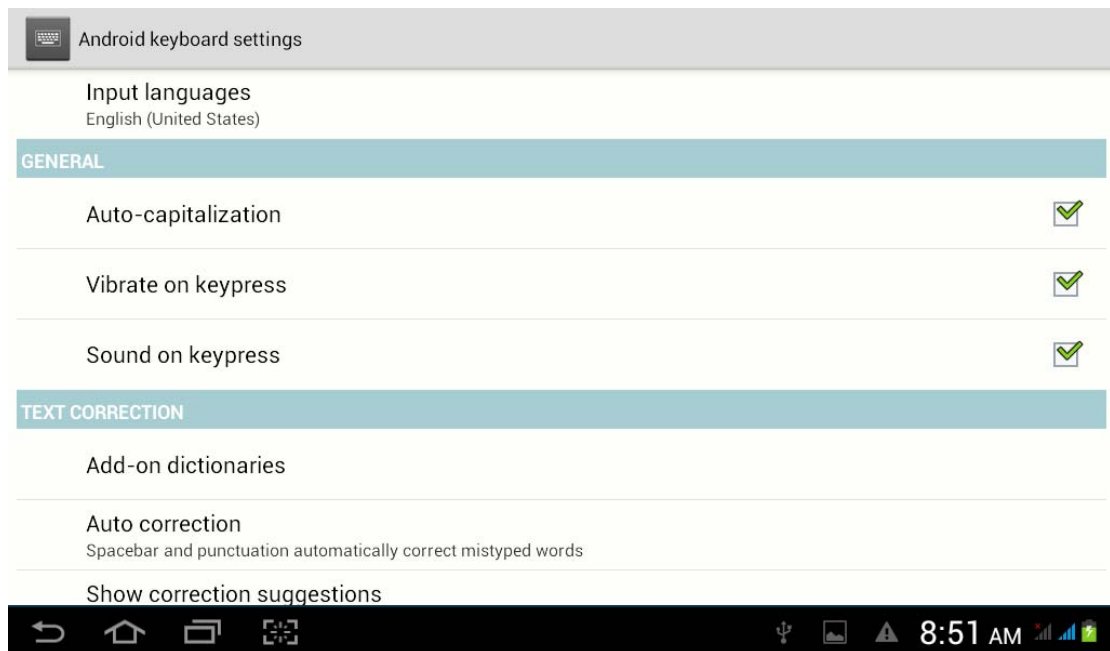 Android keyboard settings
Input languages
English (United States)
GENERAL
Auto-capitalization
Vibrate on keypress
Sound on keypress
TEXT CORRECTION
Add-on dictionaries
Auto correction
Spacebar and punctuation automatically correct mistyped words
Show correction suggestions
8:51 AM